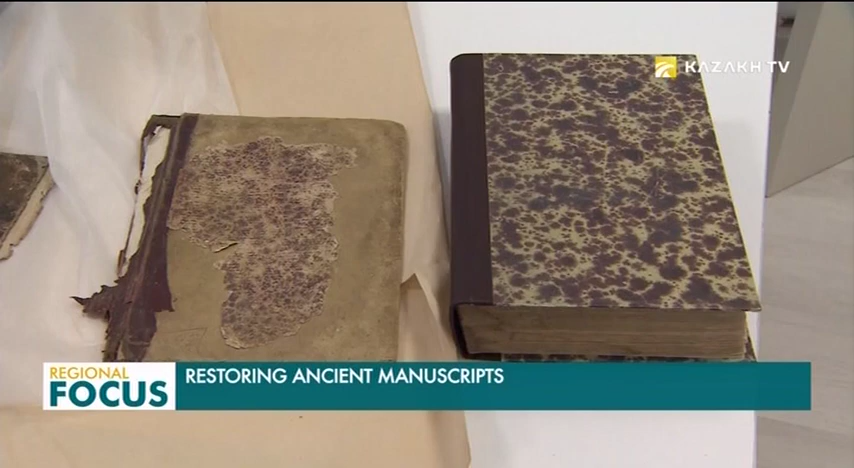 KAZAKH TV
REGIONAL
FOCUS
RESTORING ANCIENT MANUSCRIPTS